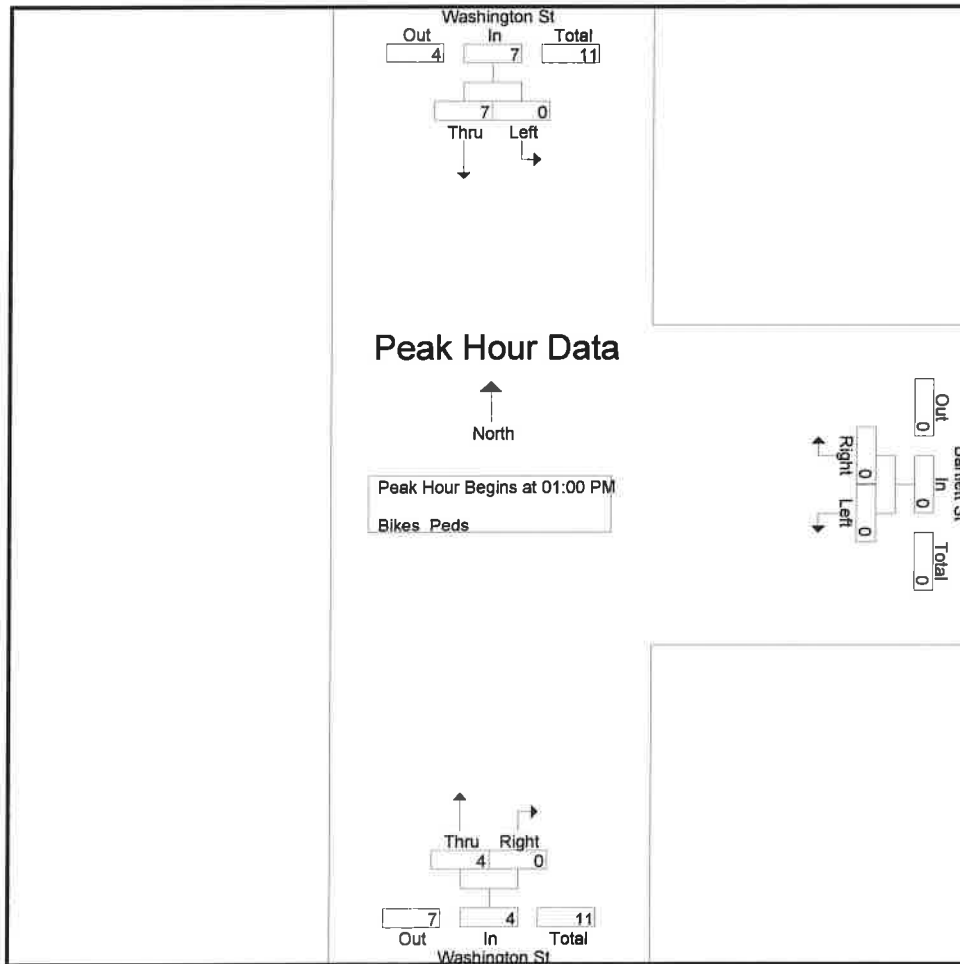 Washington St
Out In Total
4 7 11
7 0
Thru Left
Peak Hour Data
North
Peak Hour Begins at 01:00 PM
Bikes Peds
Out In Total
0 0 0
Right Left
0 0
St
Thru Right
4 0
7 4 11
Out In Total
Washington St